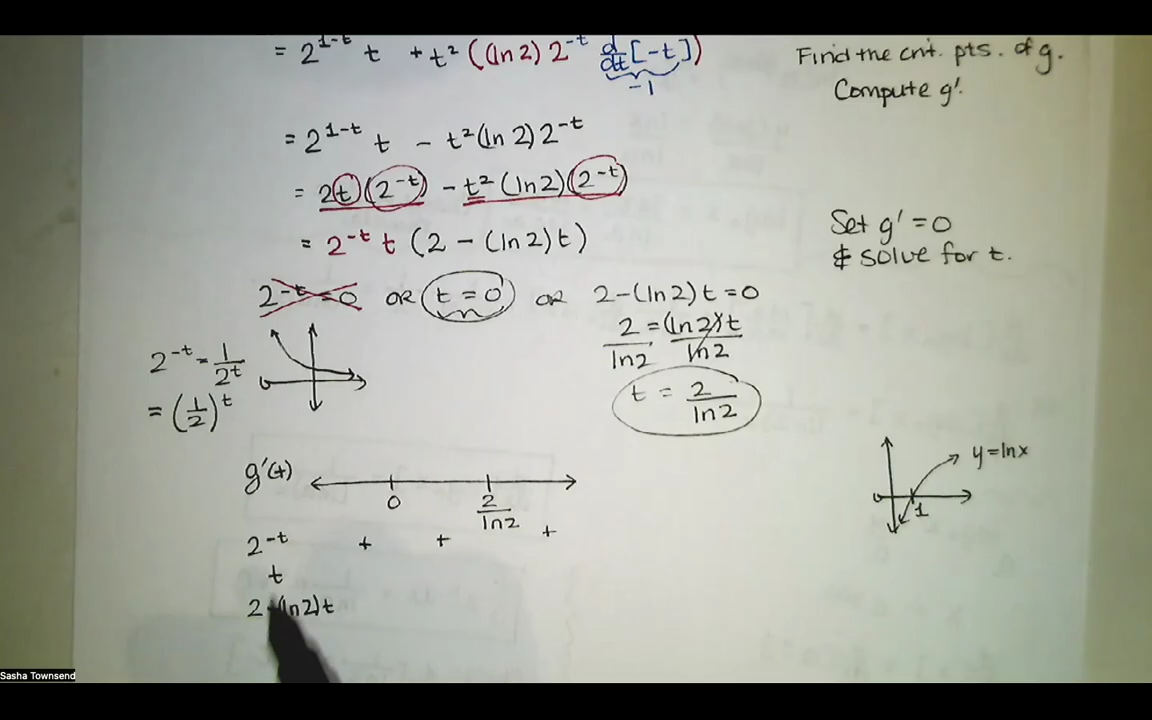 = 2^{1-t} t + t² ((ln 2) 2^{-t} d/dt [-t])
-1
Find the crit. pts. of g.
Compute g'.
= 2^{1-t} t - t² (ln 2) 2^{-t}
= 2t (2^{-t}) - t² (ln 2) (2^{-t})
= 2^{-t} t (2 - (ln 2) t)
Set g' = 0
& solve for t.
2^{-t} = 0 OR t = 0 OR 2 - (ln 2) t = 0
2/ln 2 = (ln 2) t/ln 2
t = 2/ln 2
2^{-t} = 1/2^t
= (1/2)^t
y = ln x
1
g'(t)
0 2/ln 2
2^{-t} + + +
t
2 - (ln 2) t
Sasha Townsend